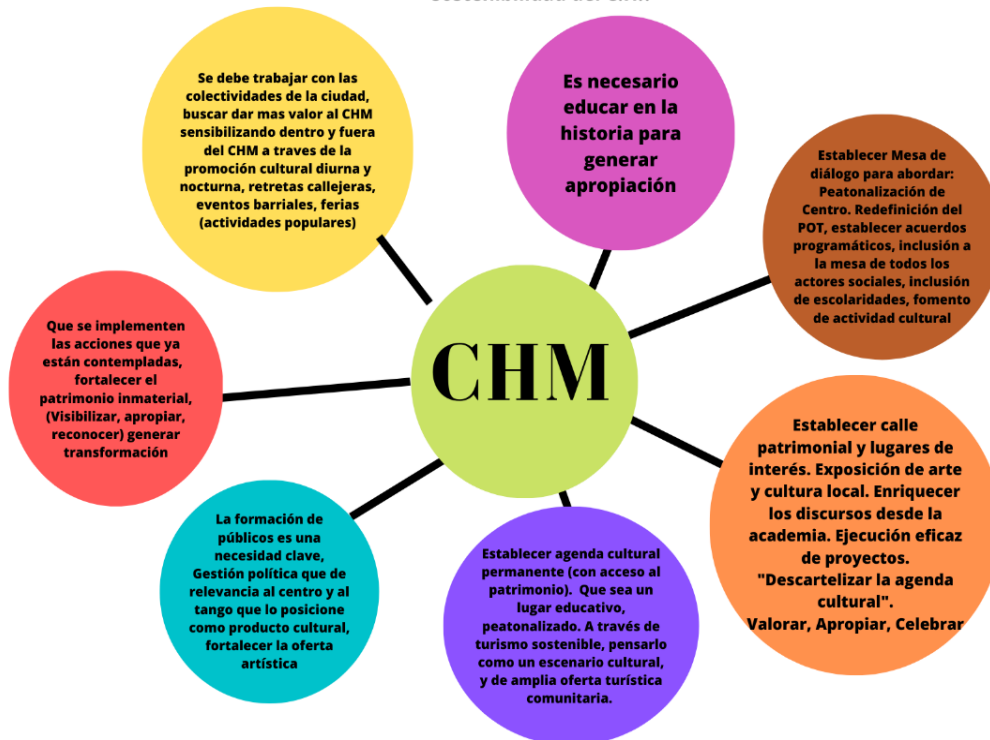 Se debe trabajar con las
colectividades de la ciudad,
buscar dar mas valor al CHM
sensibilizando dentro y fuera
del CHM a traves de la
promoción cultural diurna y
nocturna, retretas callejeras,
eventos barriales, ferias
(actividades populares)
Es necesario
educar en la
historia para
generar
apropiación
Establecer Mesa de
diálogo para abordar:
Peatonalización de
Centro. Redefinición del
POT, establecer acuerdos
programáticos, inclusión a
la mesa de todos los
actores sociales, inclusión
de escolaridades, fomento
de actividad cultural
Que se implementen
las acciones que ya
están contempladas,
fortalecer el
patrimonio inmaterial,
(Visibilizar, apropiar,
reconocer) generar
transformación
CHM
Establecer calle
patrimonial y lugares de
interés. Exposición de arte
y cultura local. Enriquecer
los discursos desde la
academia. Ejecución eficaz
de proyectos.
"Descartelizar la agenda
cultural".
Valorar, Apropiar, Celebrar
La formación de
públicos es una
necesidad clave,
Gestión política que de
relevancia al centro y al
tango que lo posicione
como producto cultural,
fortalecer la oferta
artística
Establecer agenda cultural
permanente (con acceso al
patrimonio). Que sea un
lugar educativo,
peatonalizado. A través de
turismo sostenible, pensarlo
como un escenario cultural,
y de amplia oferta turística
comunitaria.